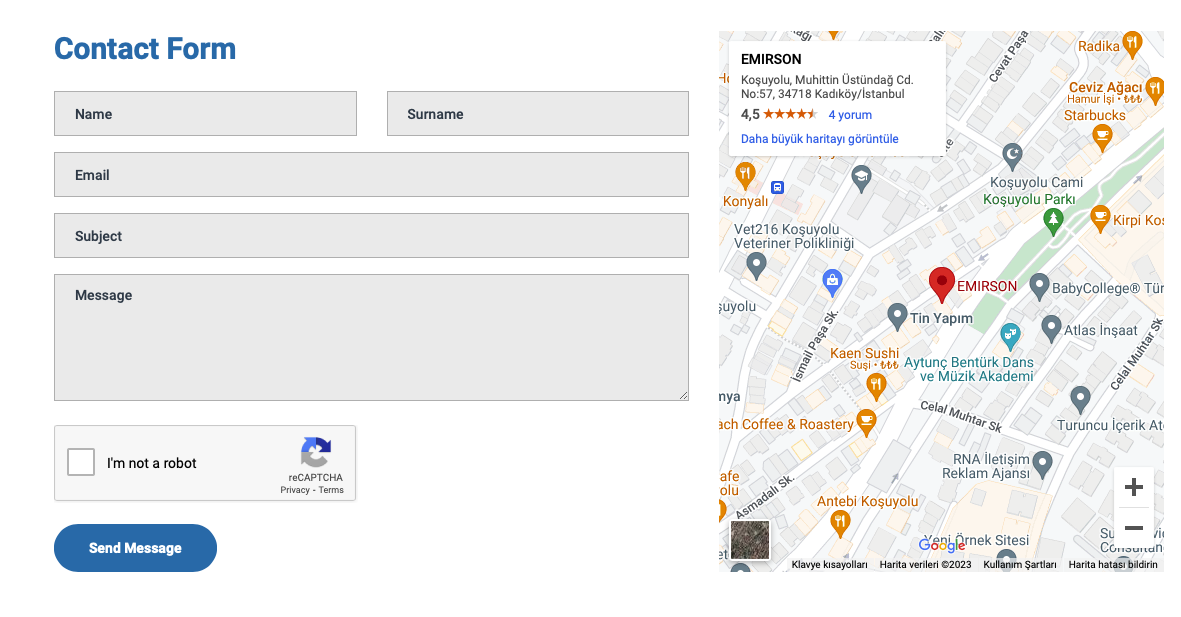 Contact Form
Name
Surname
Email
Subject
Message
I'm not a robot
reCAPTCHA
Privacy - Terms
Send Message
EMIRSON
Koşuyolu, Muhittin Üstündağ Cd.
No:57, 34718 Kadıköy/İstanbul
4,5 4 yorum
Daha büyük haritayı görüntüle
Radika
Cevat Paşa
Ceviz Ağacı
Hamur İşi • ₺₺₺
Starbucks
Koşuyolu Cami
Konyalı
Koşuyolu Parkı
Kirpi Koş
Vet216 Koşuyolu
Veteriner Polikliniği
EMIRSON
BabyCollege® Tür
şuyolu
Tin Yapım
Atlas İnşaat
İsmail Paşa Sk.
Kaen Sushi
Suşi • ₺₺₺
Aytunç Bentürk Dans
ve Müzik Akademi
Celal Muhtar Sk
nya
Celal Muhtar Sk
ach Coffee & Roastery
Turuncu İçerik At
RNA İletişim
Reklam Ajansı
afe
olu
Asmadalı Sk.
Antebi Koşuyolu
Yeni Örnek Sitesi
Google
Klavye kısayolları Harita verileri ©2023 Kullanım Şartları Harita hatası bildirin